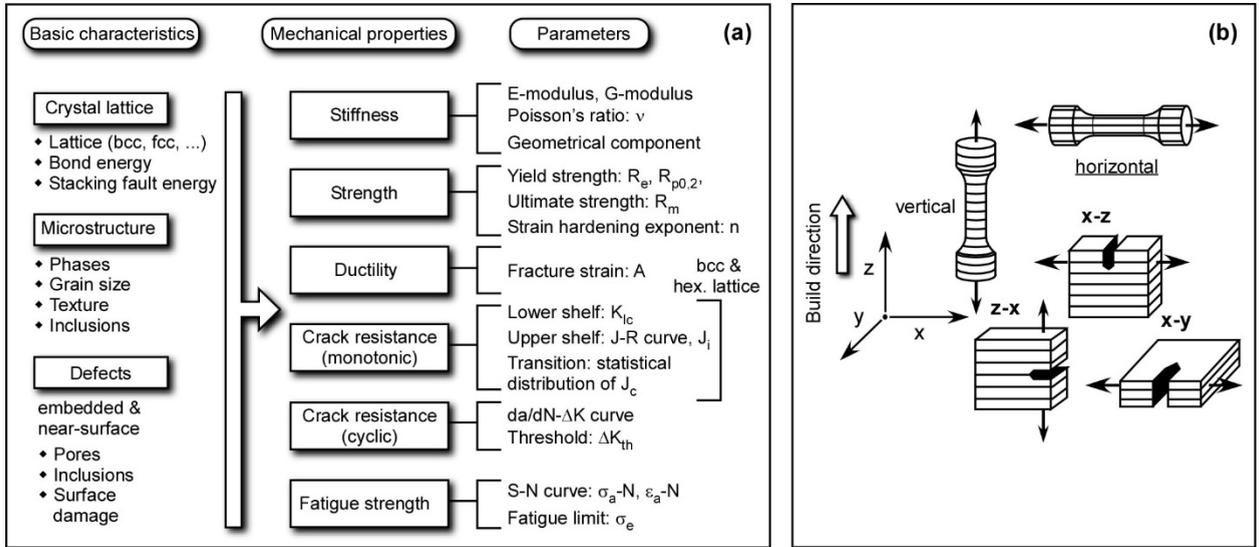 Basic characteristics
Mechanical properties
Parameters
(a)
Crystal lattice
◆ Lattice (bcc, fcc, ...)
◆ Bond energy
◆ Stacking fault energy
Microstructure
◆ Phases
◆ Grain size
◆ Texture
◆ Inclusions
Defects
embedded &
near-surface
◆ Pores
◆ Inclusions
◆ Surface
damage
Stiffness
E-modulus, G-modulus
Poisson's ratio: ν
Geometrical component
Strength
Yield strength: Re, Rp0,2,
Ultimate strength: Rm
Strain hardening exponent: n
Ductility
Fracture strain: A
bcc &
hex. lattice
Crack resistance
(monotonic)
Lower shelf: KIc
Upper shelf: J-R curve, Ji
Transition: statistical
distribution of Jc
Crack resistance
(cyclic)
da/dN-ΔK curve
Threshold: ΔKth
Fatigue strength
S-N curve: σa-N, εa-N
Fatigue limit: σe
(b)
horizontal
vertical
Build direction
z
y
x
x-z
z-x
x-y